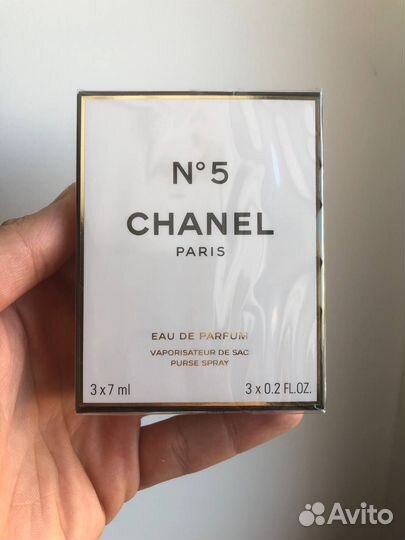 N°5
CHANEL
PARIS
EAU DE PARFUM
VAPORISATEUR DE SAC
PURSE SPRAY
3 x 7 ml 3 x 0.2 FL.OZ.
Avito